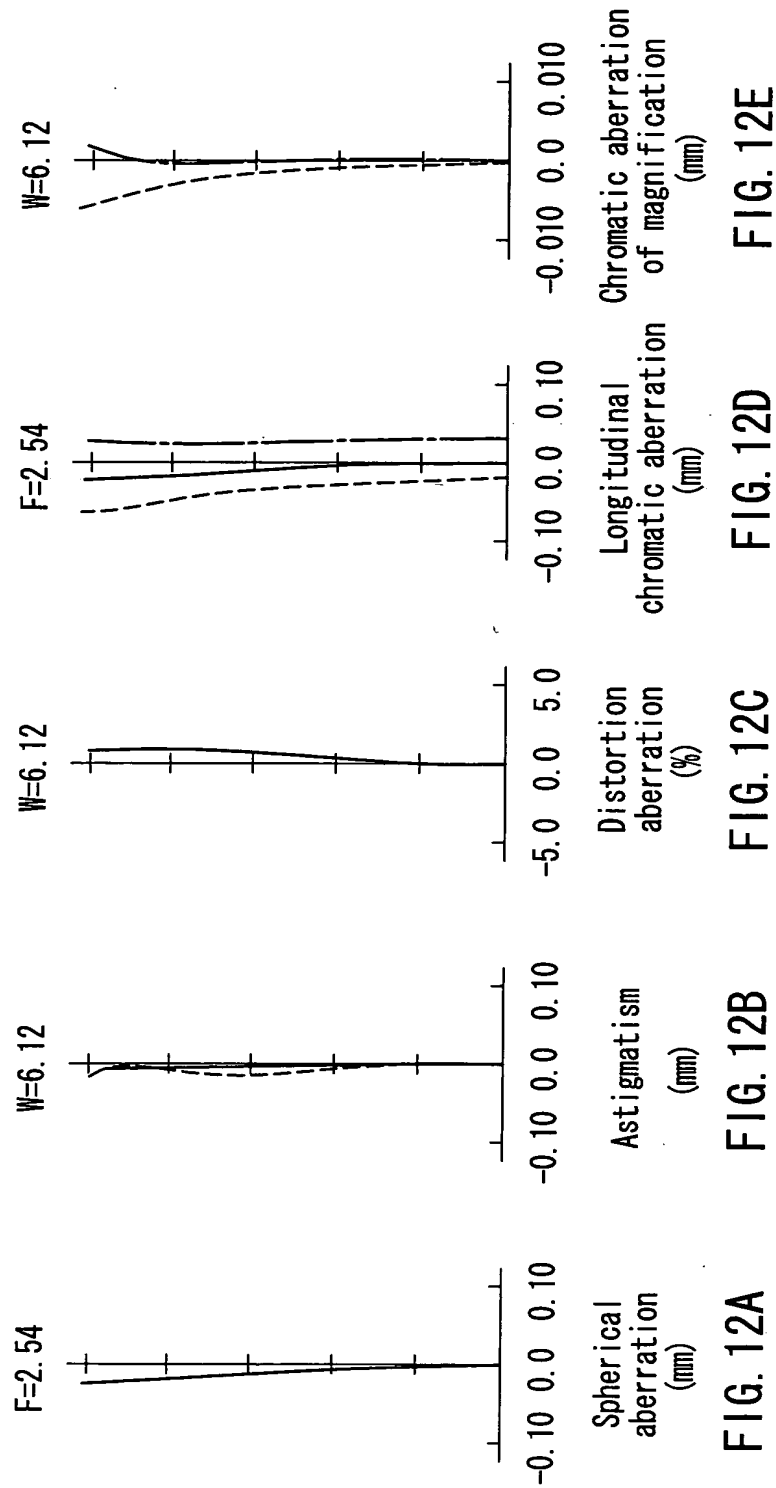 F=2.54
-0.10 0.0 0.10
Spherical
aberration
(mm)
FIG. 12A
W=6.12
-0.10 0.0 0.10
Astigmatism
(mm)
FIG. 12B
W=6.12
-5.0 0.0 5.0
Distortion
aberration
(%)
FIG. 12C
F=2.54
-0.10 0.0 0.10
Longitudinal
chromatic aberration
(mm)
FIG. 12D
W=6.12
-0.010 0.0 0.010
Chromatic aberration
of magnification
(mm)
FIG. 12E